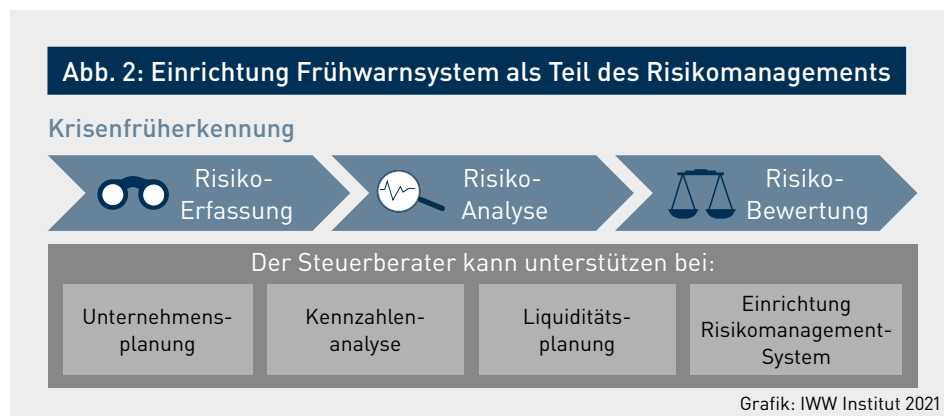 Abb. 2: Einrichtung Frühwarnsystem als Teil des Risikomanagements
Krisenfrüherkennung
Risiko-
Erfassung
Risiko-
Analyse
Risiko-
Bewertung
Der Steuerberater kann unterstützen bei:
Unternehmens-
planung
Kennzahlen-
analyse
Liquiditäts-
planung
Einrichtung
Risikomanagement-
System
Grafik: IWW Institut 2021